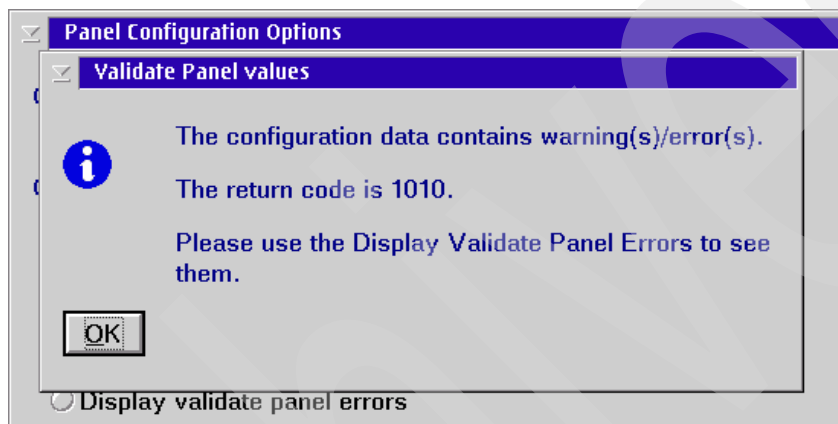 Panel Configuration Options
Validate Panel values
The configuration data contains warning(s)/error(s).
The return code is 1010.
Please use the Display Validate Panel Errors to see
them.
OK
Display validate panel errors